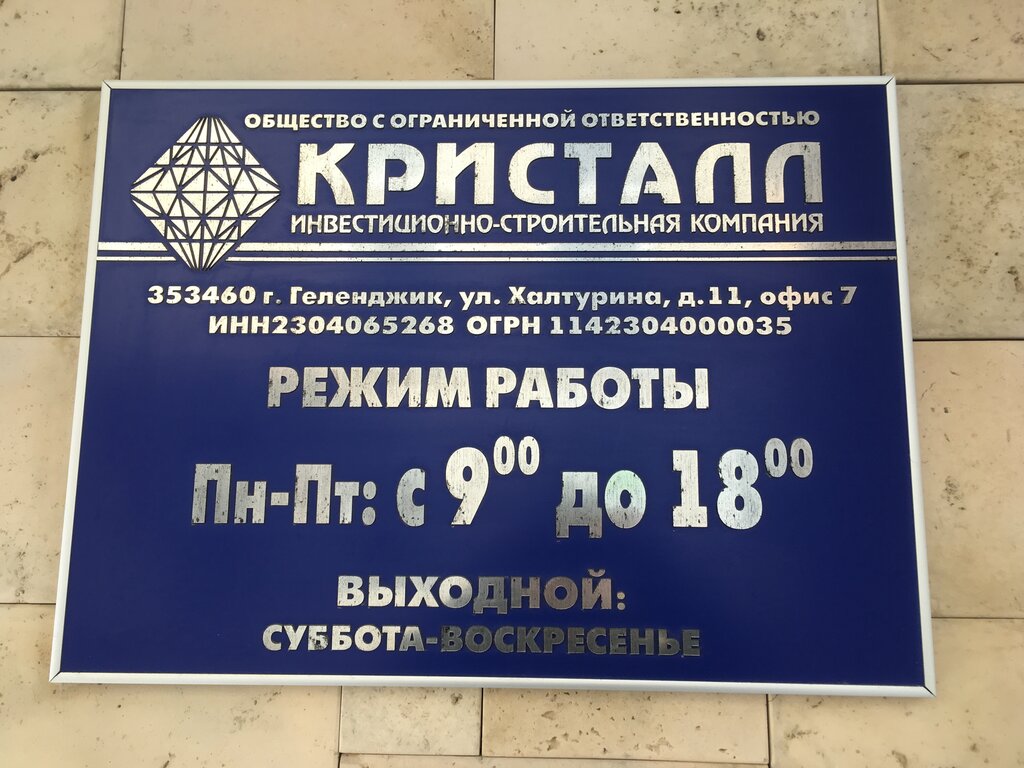 ОБЩЕСТВО С ОГРАНИЧЕННОЙ ОТВЕТСТВЕННОСТЬЮ
КРИСТАЛЛ
ИНВЕСТИЦИОННО-СТРОИТЕЛЬНАЯ КОМПАНИЯ
353460 г. Геленджик, ул. Халтурина, д.11, офис 7
ИНН2304065268 ОГРН 1142304000035
РЕЖИМ РАБОТЫ
Пн-Пт: с 9⁰⁰ до 18⁰⁰
ВЫХОДНОЙ:
СУББОТА-ВОСКРЕСЕНЬЕ